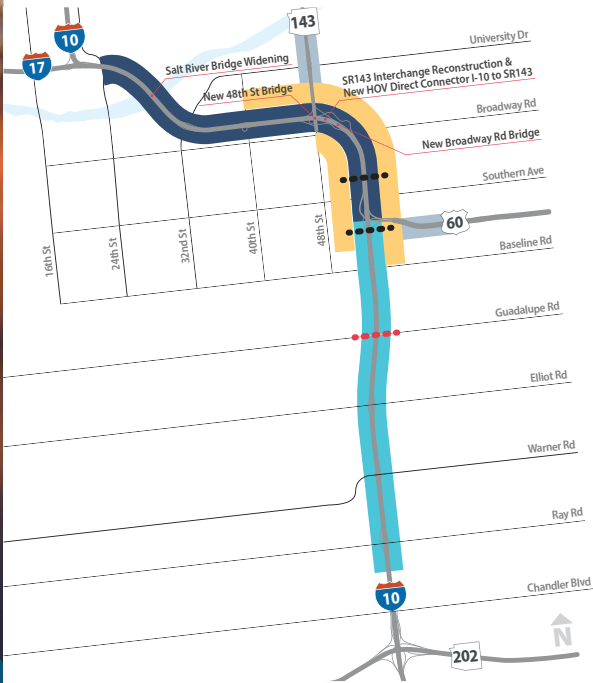 143
10
17
University Dr
Salt River Bridge Widening
SR143 Interchange Reconstruction &
New HOV Direct Connector I-10 to SR143
New 48th St Bridge
Broadway Rd
New Broadway Rd Bridge
Southern Ave
60
16th St
24th St
32nd St
40th St
48th St
Baseline Rd
Guadalupe Rd
Elliot Rd
Warner Rd
Ray Rd
Chandler Blvd
10
N
202